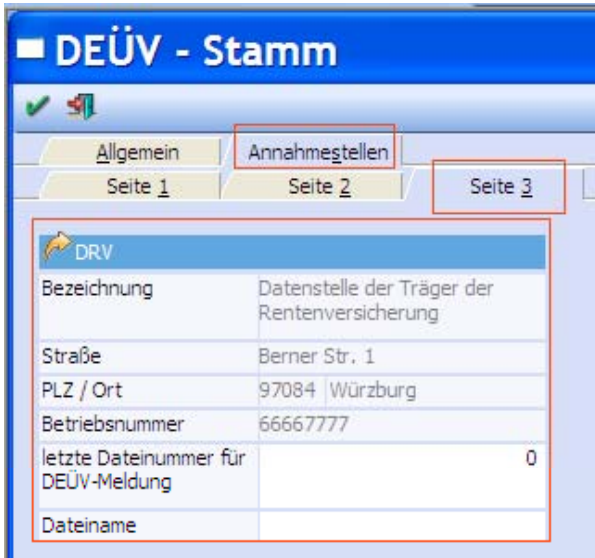 DEÜV - Stamm
Allgemein Annahmestellen
Seite 1 Seite 2 Seite 3
DRV
Bezeichnung Datenstelle der Träger der
Rentenversicherung
Straße Berner Str. 1
PLZ / Ort 97084 Würzburg
Betriebsnummer 66667777
letzte Dateinummer für 0
DEÜV-Meldung
Dateiname